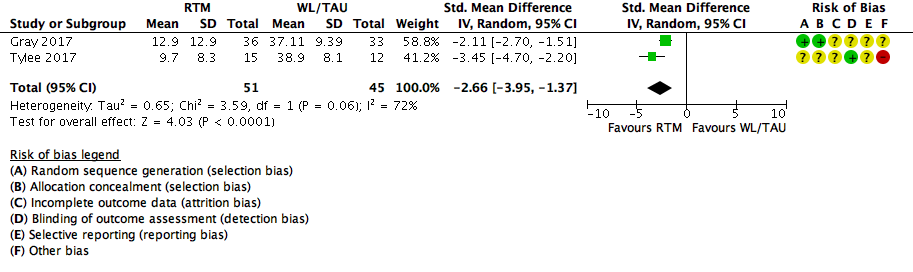 RTM WL/TAU Std. Mean Difference Std. Mean Difference Risk of Bias
Study or Subgroup Mean SD Total Mean SD Total Weight IV, Random, 95% CI IV, Random, 95% CI A B C D E F
Gray 2017 12.9 12.9 36 37.11 9.39 33 58.8% -2.11 [-2.70, -1.51] + + ? ? ? ?
Tylee 2017 9.7 8.3 15 38.9 8.1 12 41.2% -3.45 [-4.70, -2.20] ? ? ? + ? -
Total (95% CI) 51 45 100.0% -2.66 [-3.95, -1.37]
Heterogeneity: Tau² = 0.65; Chi² = 3.59, df = 1 (P = 0.06); I² = 72%
Test for overall effect: Z = 4.03 (P < 0.0001)
-10 -5 0 5 10
Favours RTM Favours WL/TAU
Risk of bias legend
(A) Random sequence generation (selection bias)
(B) Allocation concealment (selection bias)
(C) Incomplete outcome data (attrition bias)
(D) Blinding of outcome assessment (detection bias)
(E) Selective reporting (reporting bias)
(F) Other bias